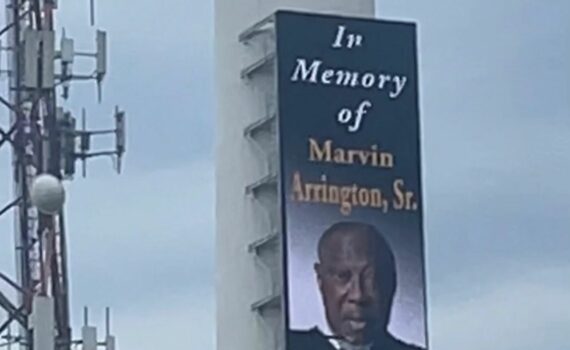 In
Memory
of
Marvin
Arrington, Sr.